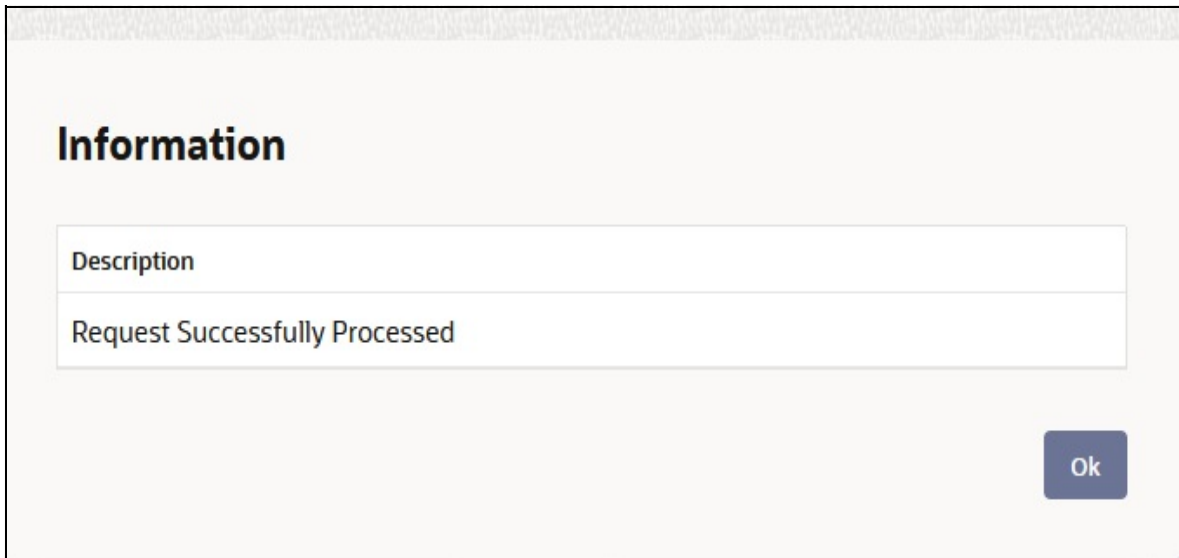 Information
Description
Request Successfully Processed
Ok